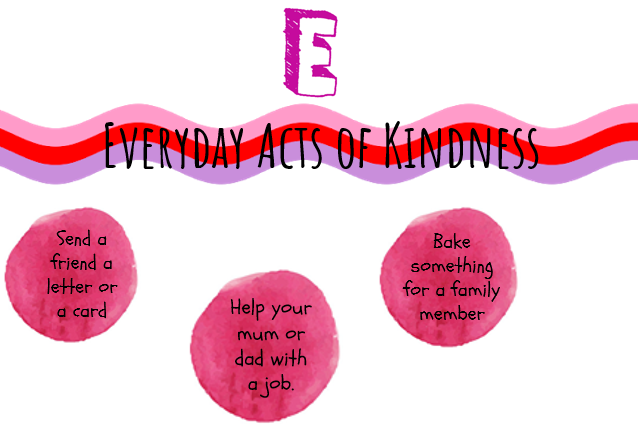 E
Everyday Acts of Kindness
Send a
friend a
letter or
a card
Help your
mum or
dad with
a job.
Bake
something
for a family
member